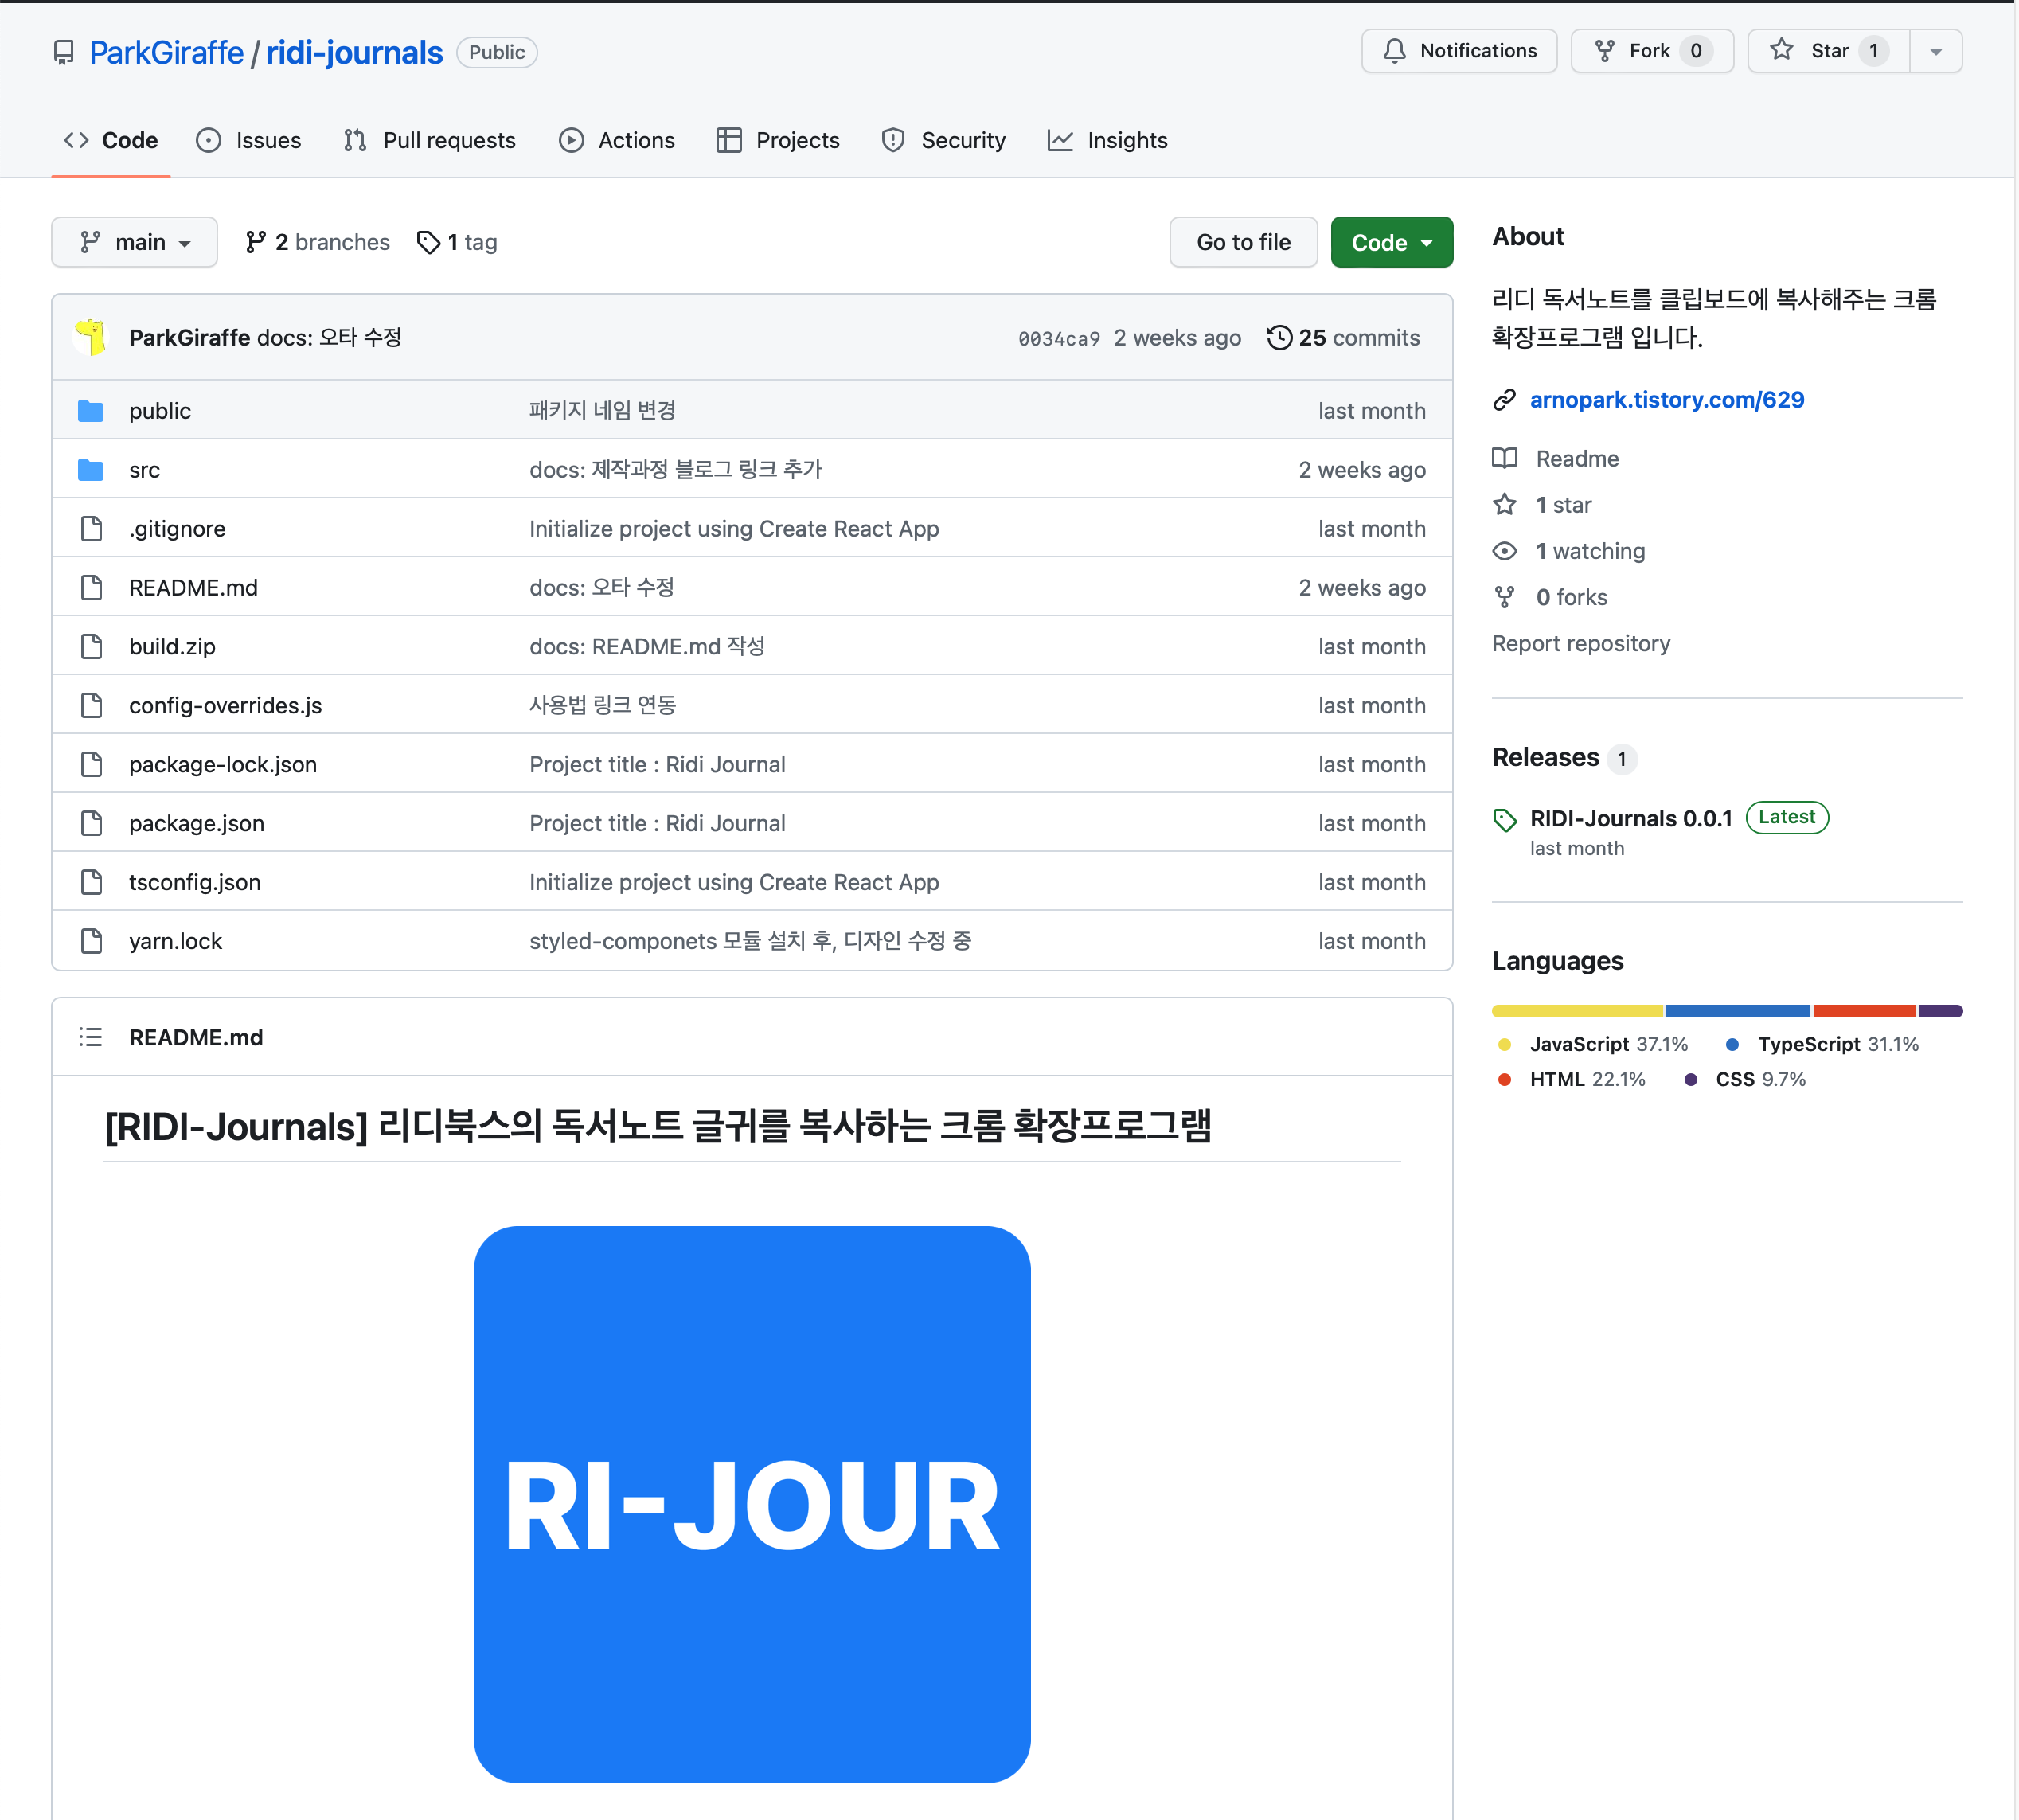 ParkGiraffe / ridi-journals Public
Notifications
Fork 0
Star 1
Code
Issues
Pull requests
Actions
Projects
Security
Insights
main
2 branches
1 tag
Go to file
Code
ParkGiraffe docs: 오타 수정 0034ca9 2 weeks ago 25 commits
public 패키지 네임 변경 last month
src docs: 제작과정 블로그 링크 추가 2 weeks ago
.gitignore Initialize project using Create React App last month
README.md docs: 오타 수정 2 weeks ago
build.zip docs: README.md 작성 last month
config-overrides.js 사용법 링크 연동 last month
package-lock.json Project title : Ridi Journal last month
package.json Project title : Ridi Journal last month
tsconfig.json Initialize project using Create React App last month
yarn.lock styled-componets 모듈 설치 후, 디자인 수정 중 last month
README.md
[RIDI-Journals] 리디북스의 독서노트 글귀를 복사하는 크롬 확장프로그램
RI-JOUR
About
리디 독서노트를 클립보드에 복사해주는 크롬
확장프로그램 입니다.
arnopark.tistory.com/629
Readme
1 star
1 watching
0 forks
Report repository
Releases 1
RIDI-Journals 0.0.1 Latest
last month
Languages
JavaScript 37.1% TypeScript 31.1%
HTML 22.1% CSS 9.7%